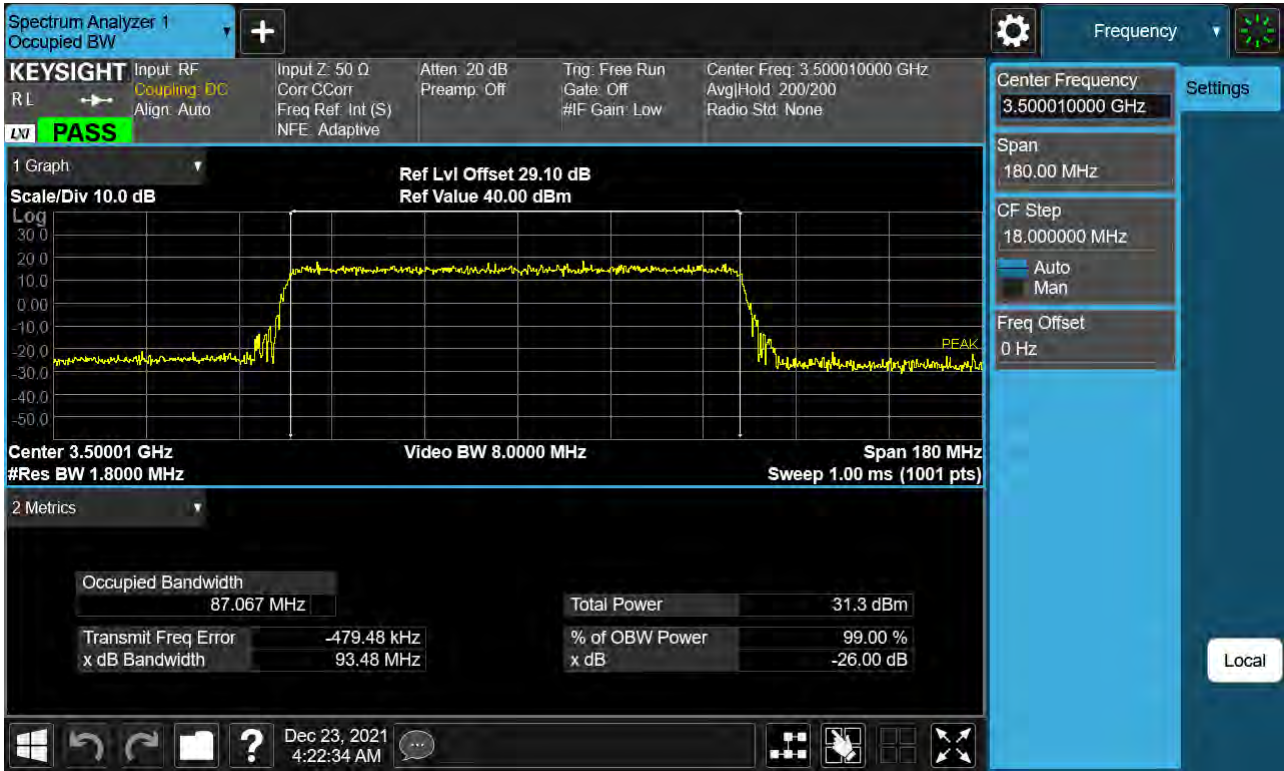 Spectrum Analyzer 1
Occupied BW
+
Frequency
KEYSIGHT
R L
LXI
PASS
Input: RF
Coupling: DC
Align: Auto
Input Z: 50 Ω
Corr CCorr
Freq Ref: Int (S)
NFE: Adaptive
Atten: 20 dB
Preamp: Off
Trig: Free Run
Gate: Off
#IF Gain: Low
Center Freq: 3.500010000 GHz
Avg|Hold: 200/200
Radio Std: None
Center Frequency
3.500010000 GHz
Settings
Span
180.00 MHz
CF Step
18.000000 MHz
Auto
Man
Freq Offset
0 Hz
Local
1 Graph
Scale/Div 10.0 dB
Ref Lvl Offset 29.10 dB
Ref Value 40.00 dBm
Log
30.0
20.0
10.0
0.00
-10.0
-20.0
-30.0
-40.0
-50.0
PEAK
Center 3.50001 GHz
Video BW 8.0000 MHz
Span 180 MHz
#Res BW 1.8000 MHz
Sweep 1.00 ms (1001 pts)
2 Metrics
Occupied Bandwidth
87.067 MHz
Total Power 31.3 dBm
Transmit Freq Error -479.48 kHz
% of OBW Power 99.00 %
x dB Bandwidth 93.48 MHz
x dB -26.00 dB
?
Dec 23, 2021
4:22:34 AM